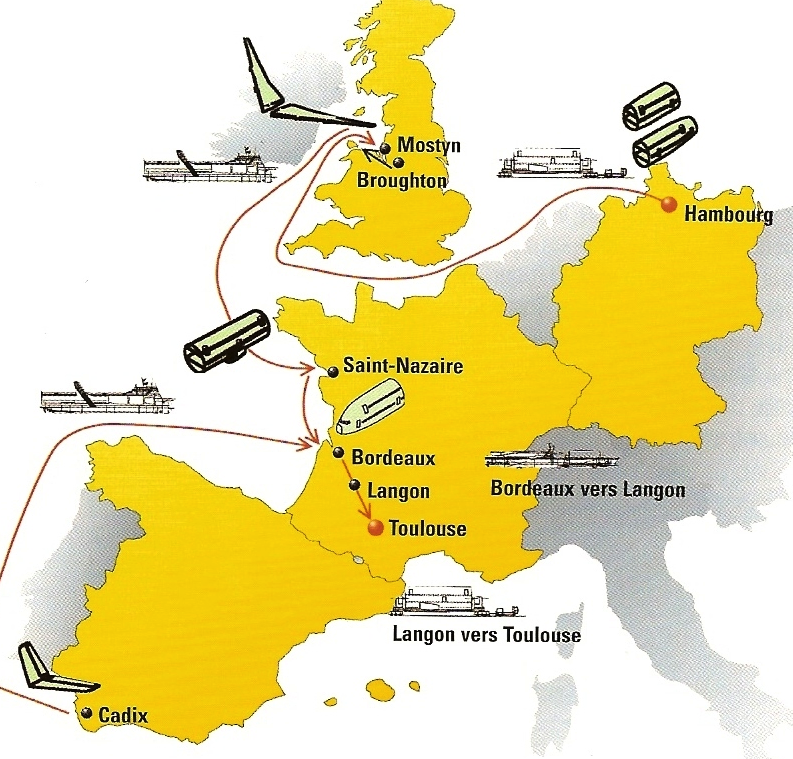 Mostyn
Broughton
Hambourg
Saint-Nazaire
Bordeaux
Langon
Bordeaux vers Langon
Toulouse
Langon vers Toulouse
Cadix